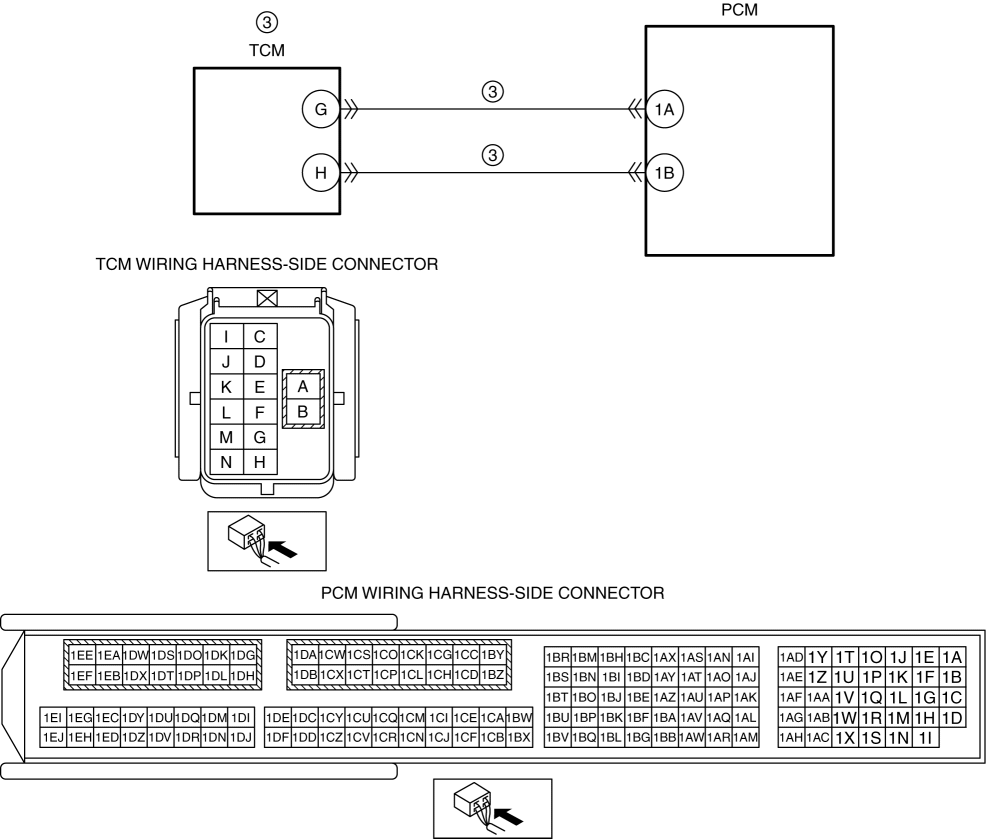 PCM
③
TCM
G ③ 1A
H ③ 1B
TCM WIRING HARNESS-SIDE CONNECTOR
I C
J D
K E A
L F B
M G
N H
PCM WIRING HARNESS-SIDE CONNECTOR
1EE 1EA 1DW 1DS 1DO 1DK 1DG 1DA 1CW 1CS 1CO 1CK 1CG 1CC 1BY 1BR 1BM 1BH 1BC 1AX 1AS 1AN 1AI 1AD 1Y 1T 1O 1J 1E 1A
1EF 1EB 1DX 1DT 1DP 1DL 1DH 1DB 1CX 1CT 1CP 1CL 1CH 1CD 1BZ 1BS 1BN 1BI 1BD 1AY 1AT 1AO 1AJ 1AE 1Z 1U 1P 1K 1F 1B
1BT 1BO 1BJ 1BE 1AZ 1AU 1AP 1AK 1AF 1AA 1V 1Q 1L 1G 1C
1EI 1EG 1EC 1DY 1DU 1DQ 1DM 1DI 1DE 1DC 1CY 1CU 1CQ 1CM 1CI 1CE 1CA 1BW 1BU 1BP 1BK 1BF 1BA 1AV 1AQ 1AL 1AG 1AB 1W 1R 1M 1H 1D
1EJ 1EH 1ED 1DZ 1DV 1DR 1DN 1DJ 1DF 1DD 1CZ 1CV 1CR 1CN 1CJ 1CF 1CB 1BX 1BV 1BQ 1BL 1BG 1BB 1AW 1AR 1AM 1AH 1AC 1X 1S 1N 1I